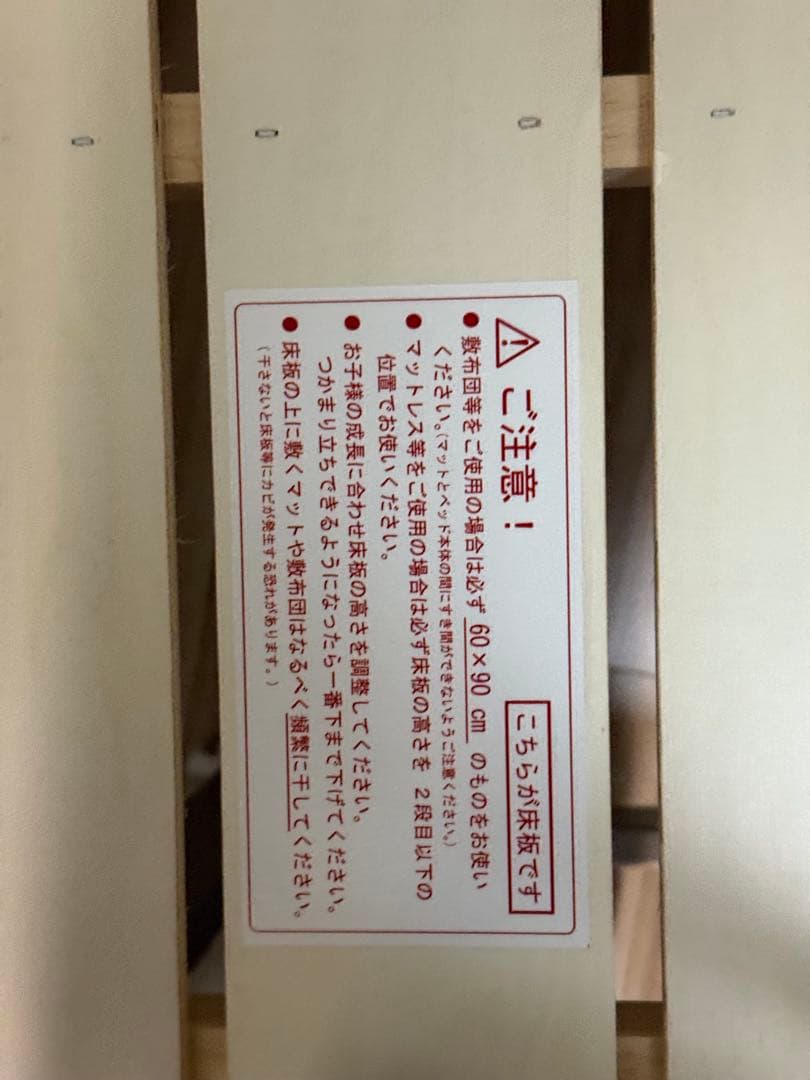 ご注意！
こちらが床板です
●敷布団等をご使用の場合は必ず 60×90 cm のものをお使い
ください。(マットとベッド本体の間にすき間ができないようご注意ください。)
●マットレス等をご使用の場合は必ず床板の高さを 2段目以下の
位置でお使いください。
●お子様の成長に合わせ床板の高さを調整してください。
つかまり立ちできるようになったら一番下まで下げてください。
●床板の上に敷くマットや敷布団はなるべく頻繁に干してください。
(干さないと床板等にカビが発生する恐れがあります。)